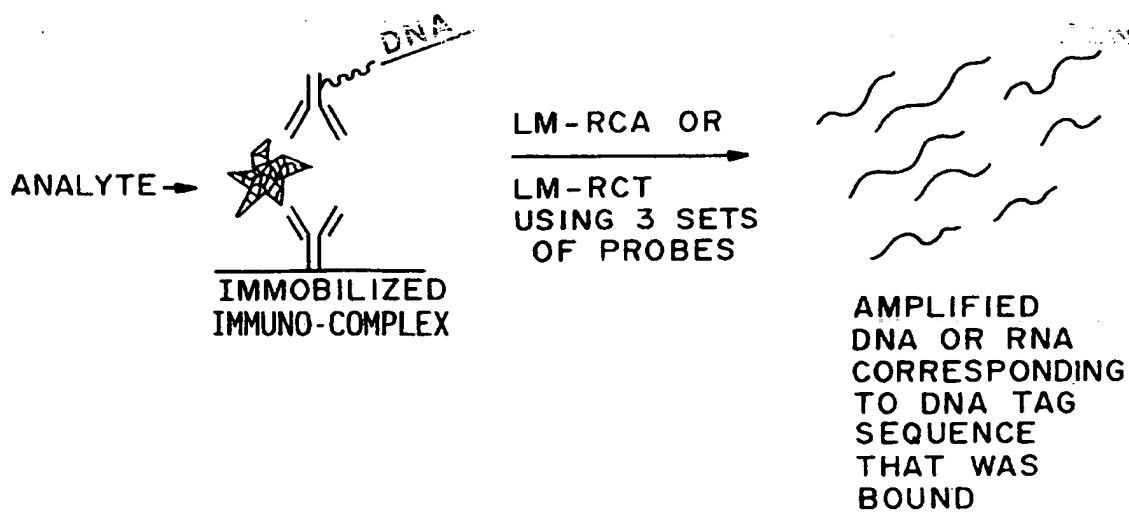 DNA
ANALYTE
LM-RCA OR
LM-RCT
USING 3 SETS
OF PROBES
IMMOBILIZED
IMMUNO-COMPLEX
AMPLIFIED
DNA OR RNA
CORRESPONDING
TO DNA TAG
SEQUENCE
THAT WAS
BOUND